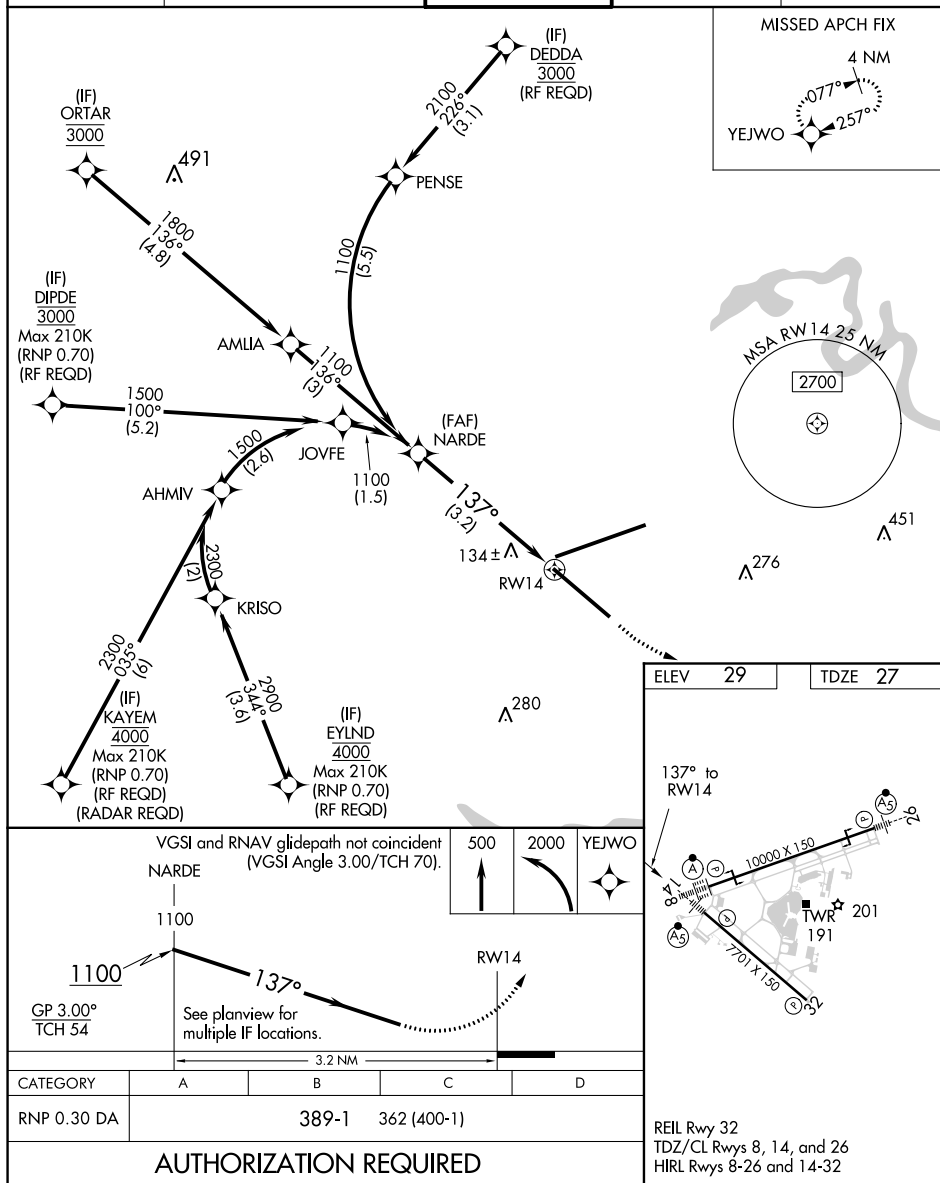 MISSED APCH FIX
4 NM
077°
257°
YEJWO
(IF)
DEDDA
3000
(RF REQD)
2100
226°
(3.1)
PENSE
(IF)
ORTAR
3000
491
1800
136°
(4.8)
1100
(5.5)
(IF)
DIPDE
3000
Max 210K
(RNP 0.70)
(RF REQD)
AMLIA
1100
136°
(3)
MSA RW14 25 NM
2700
1500
100°
(5.2)
JOVFE
(FAF)
NARDE
1500
(2.6)
1100
(1.5)
AHMIV
137°
(3.2)
134 ±
RW14
451
276
2300
(2)
KRISO
2300
035°
(6)
2900
344°
(3.6)
280
(IF)
KAYEM
4000
Max 210K
(RNP 0.70)
(RF REQD)
(RADAR REQD)
(IF)
EYLND
4000
Max 210K
(RNP 0.70)
(RF REQD)
ELEV 29
TDZE 27
137° to
RW14
A5
P
26
10000 X 150
A
P
8
14
TWR
191
201
A5
P
7701 X 150
P
32
REIL Rwy 32
TDZ/CL Rwys 8, 14, and 26
HIRL Rwys 8-26 and 14-32
VGSI and RNAV glidepath not coincident
(VGSI Angle 3.00/TCH 70).
500
2000
YEJWO
NARDE
1100
1100
137°
RW14
GP 3.00°
TCH 54
See planview for
multiple IF locations.
3.2 NM
CATEGORY A B C D
RNP 0.30 DA 389-1 362 (400-1)
AUTHORIZATION REQUIRED